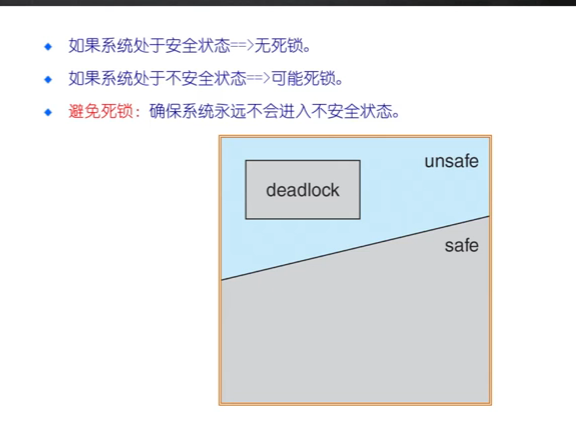 如果系统处于安全状态==>无死锁。
如果系统处于不安全状态==>可能死锁。
避免死锁：确保系统永远不会进入不安全状态。
unsafe
deadlock
safe